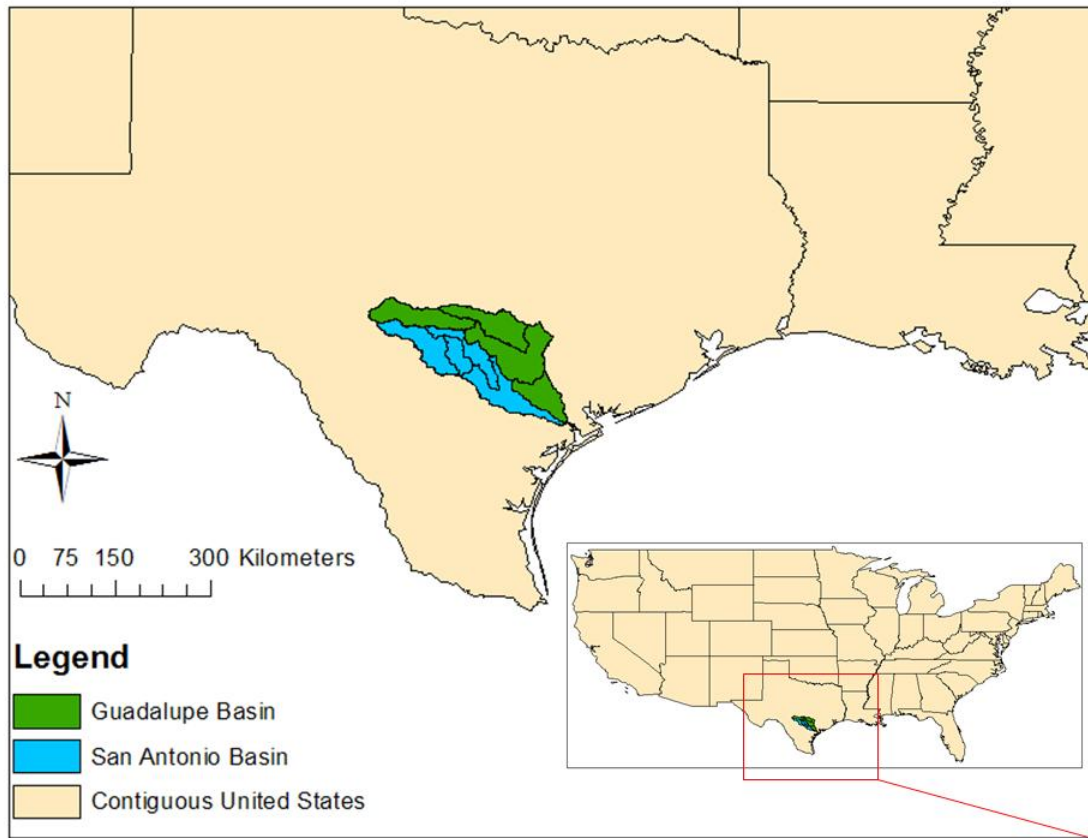 N
0 75 150 300 Kilometers
Legend
Guadalupe Basin
San Antonio Basin
Contiguous United States